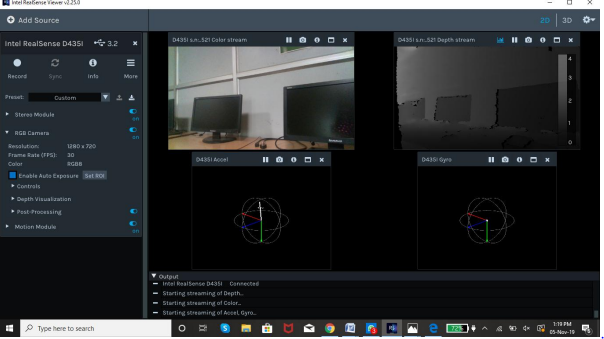 Intel RealSense Viewer v2.25.0
Add Source
2D | 3D
Intel RealSense D435I 3.2
Record Sync Info More
Preset: Custom
Stereo Module on
RGB Camera on
Resolution: 1280 x 720
Frame Rate (FPS): 30
Color RGB8
Enable Auto-Exposure Set ROI
Controls
Depth Visualization
Post-Processing
Motion Module on
D435I s.n:..521 Color stream
D435I s.n:..521 Depth stream
4
3
2
1
0
D435I Accel
D435I Gyro
Output
Intel RealSense D435I Connected
Starting streaming of Depth...
Starting streaming of Color...
Starting streaming of Accel, Gyro...
Type here to search
1:19 PM
05-Nov-19